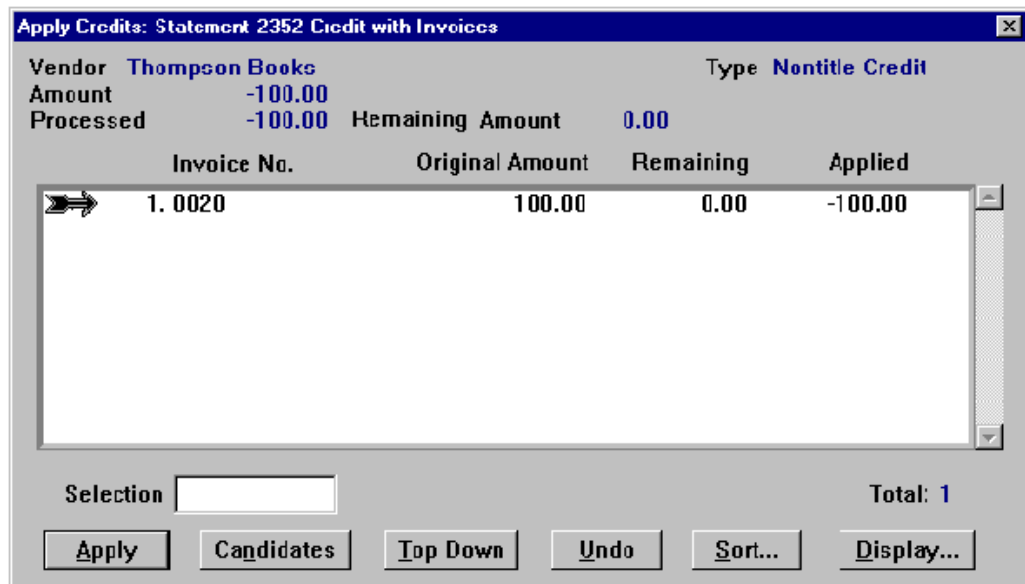 Apply Credits: Statement 2352 Credit with Invoices
Vendor Thompson Books Type Nontitle Credit
Amount -100.00
Processed -100.00 Remaining Amount 0.00
Invoice No. Original Amount Remaining Applied
1. 0020 100.00 0.00 -100.00
Selection Total: 1
Apply Candidates Top Down Undo Sort... Display...